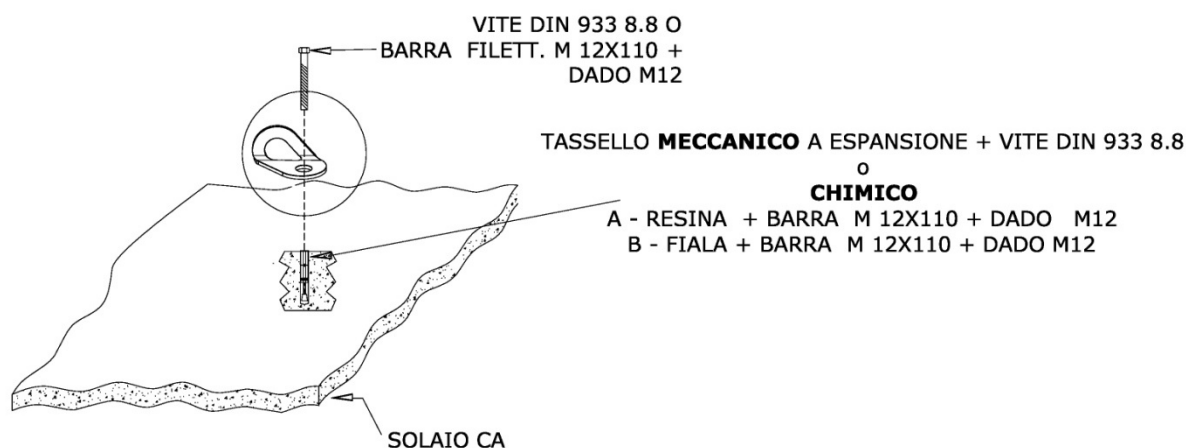 VITE DIN 933 8.8 O
BARRA FILETT. M 12X110 +
DADO M12
TASSELLO MECCANICO A ESPANSIONE + VITE DIN 933 8.8
o
CHIMICO
A - RESINA + BARRA M 12X110 + DADO M12
B - FIALA + BARRA M 12X110 + DADO M12
SOLAIO CA